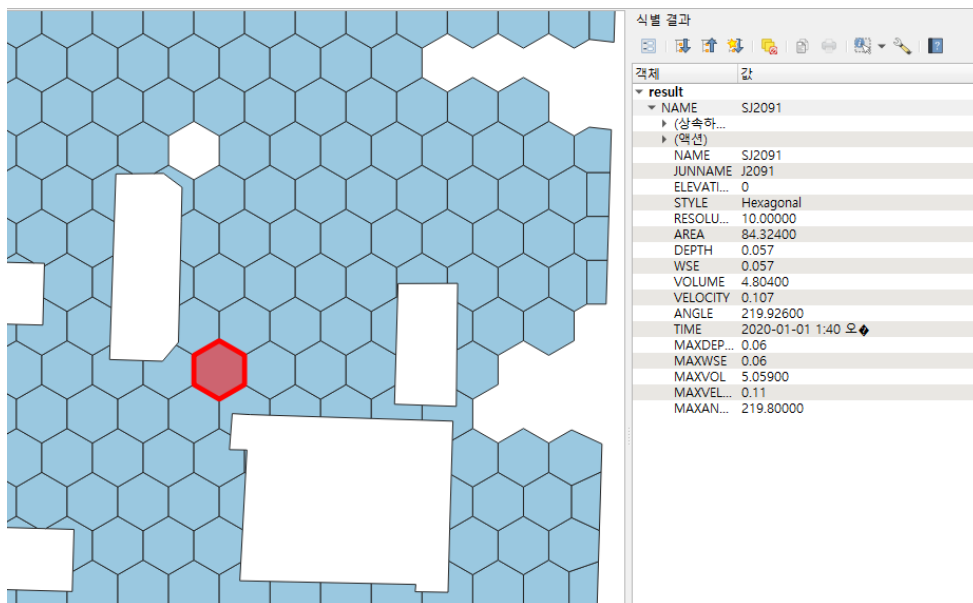 식별 결과
객체 값
result
NAME SJ2091
(상속하...
(액션)
NAME SJ2091
JUNNAME J2091
ELEVATI... 0
STYLE Hexagonal
RESOLU... 10.00000
AREA 84.32400
DEPTH 0.057
WSE 0.057
VOLUME 4.80400
VELOCITY 0.107
ANGLE 219.92600
TIME 2020-01-01 1:40 오�
MAXDEP... 0.06
MAXWSE 0.06
MAXVOL 5.05900
MAXVEL... 0.11
MAXAN... 219.80000